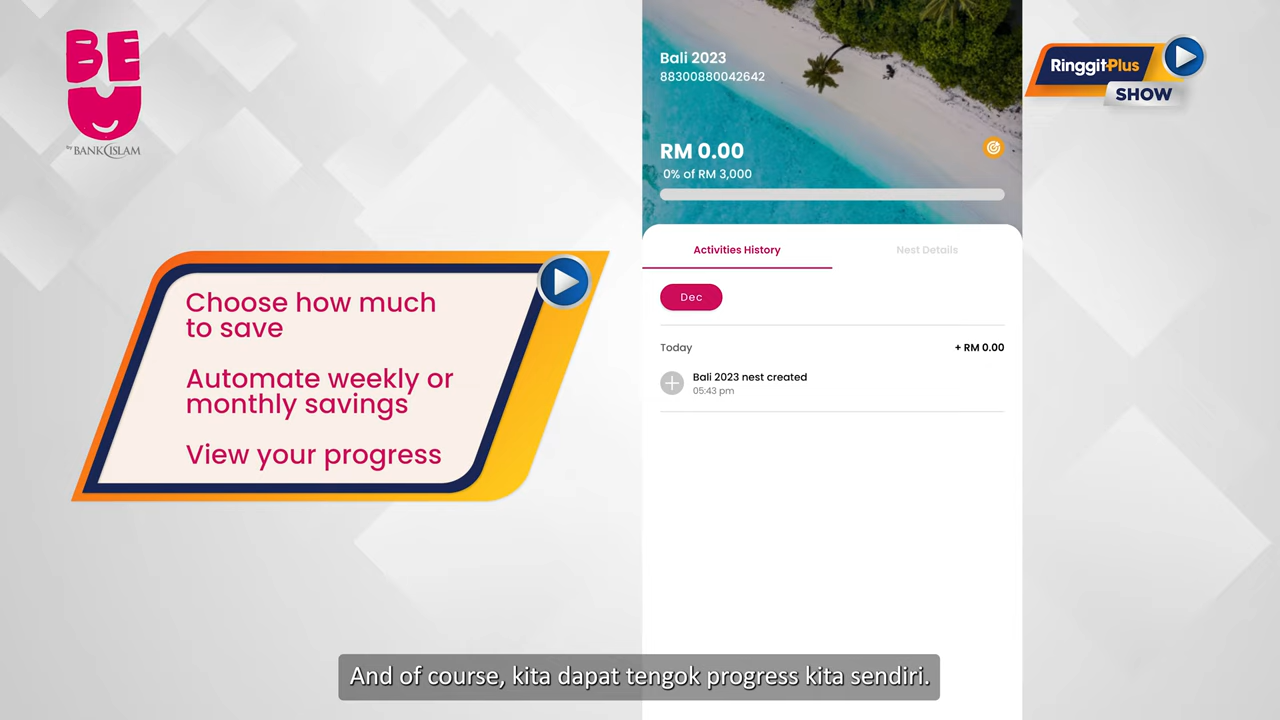 BE
U
by BANK ISLAM
Bali 2023
88300880042642
RM 0.00
0% of RM 3,000
RinggitPlus
SHOW
Choose how much
to save
Automate weekly or
monthly savings
View your progress
Activities History
Nest Details
Dec
Today
+ RM 0.00
Bali 2023 nest created
05:43 pm
And of course, kita dapat tengok progress kita sendiri.